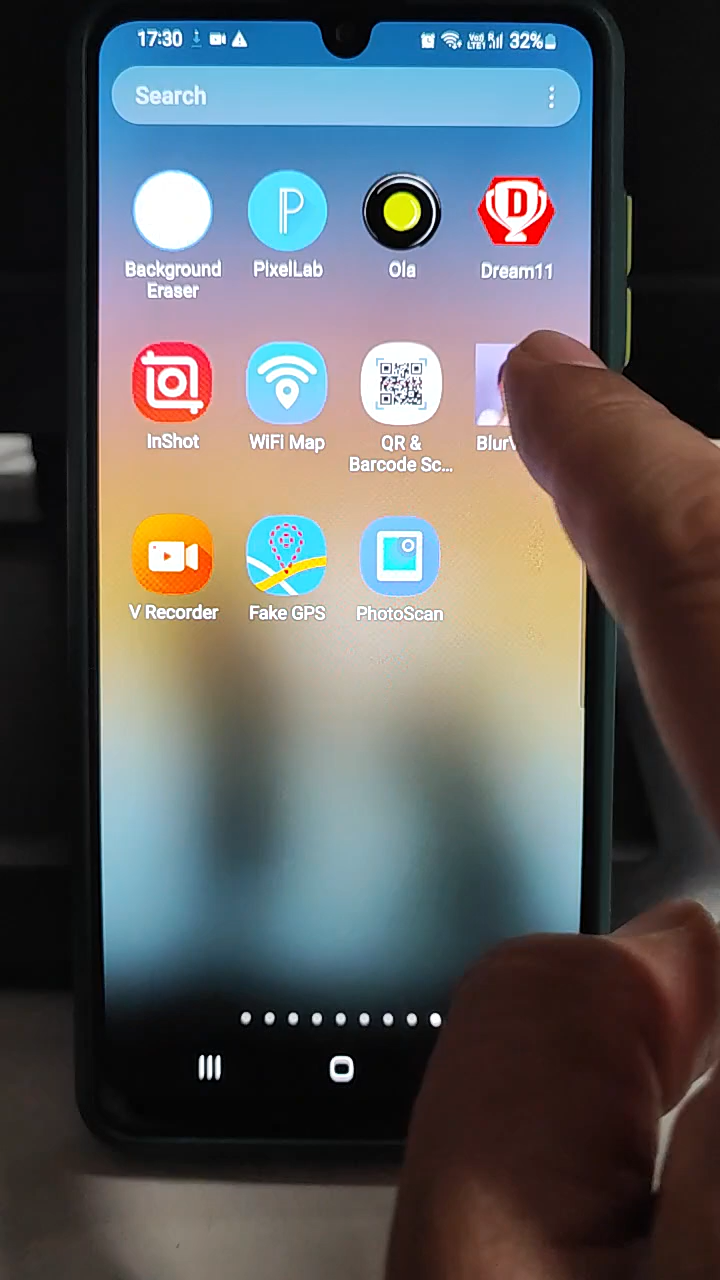 17:30 32%
Search
Background Eraser
PixelLab
Ola
Dream11
InShot
WiFi Map
QR & Barcode Sc...
V Recorder
Fake GPS
PhotoScan